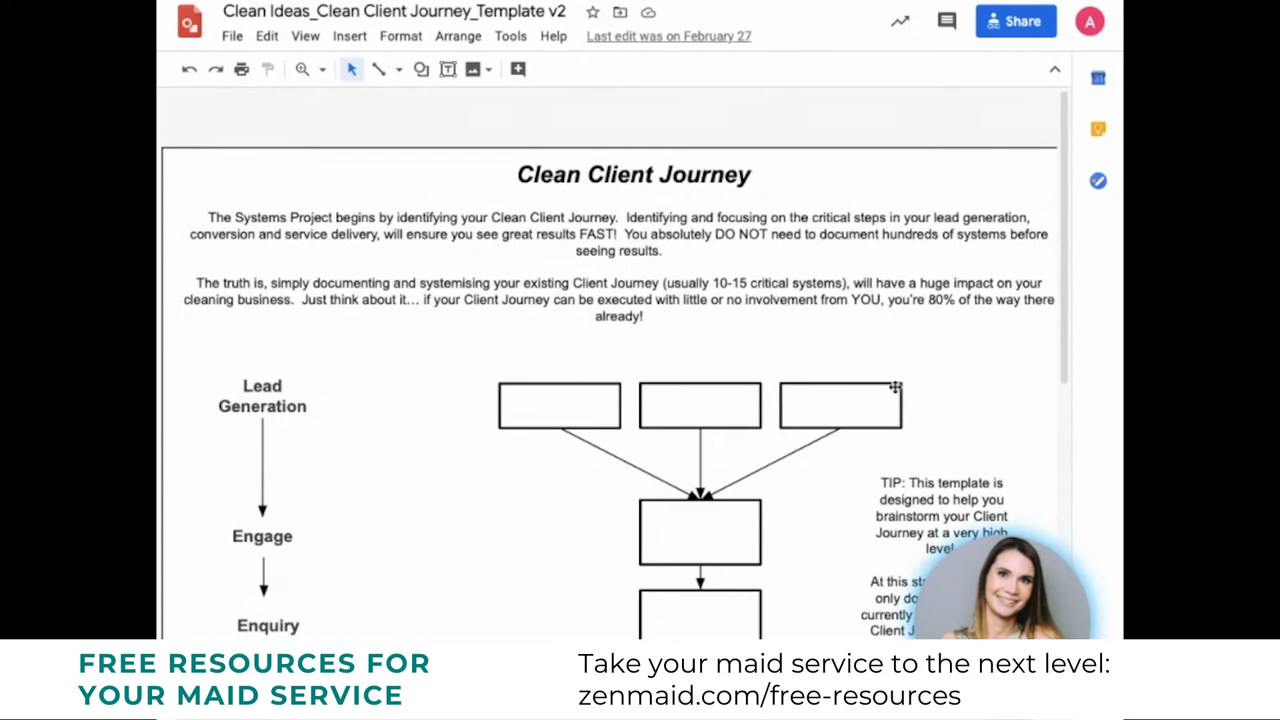 Clean Ideas_Clean Client Journey_Template v2
Share
A
File Edit View Insert Format Arrange Tools Help Last edit was on February 27
Clean Client Journey
The Systems Project begins by identifying your Clean Client Journey. Identifying and focusing on the critical steps in your lead generation,
conversion and service delivery, will ensure you see great results FAST! You absolutely DO NOT need to document hundreds of systems before
seeing results.
The truth is, simply documenting and systemising your existing Client Journey (usually 10-15 critical systems), will have a huge impact on your
cleaning business. Just think about it… if your Client Journey can be executed with little or no involvement from YOU, you're 80% of the way there
already!
Lead
Generation
Engage
Enquiry
TIP: This template is
designed to help you
brainstorm your Client
Journey at a very high
level
At this
only
currently
Client
FREE RESOURCES FOR
YOUR MAID SERVICE
Take your maid service to the next level:
zenmaid.com/free-resources